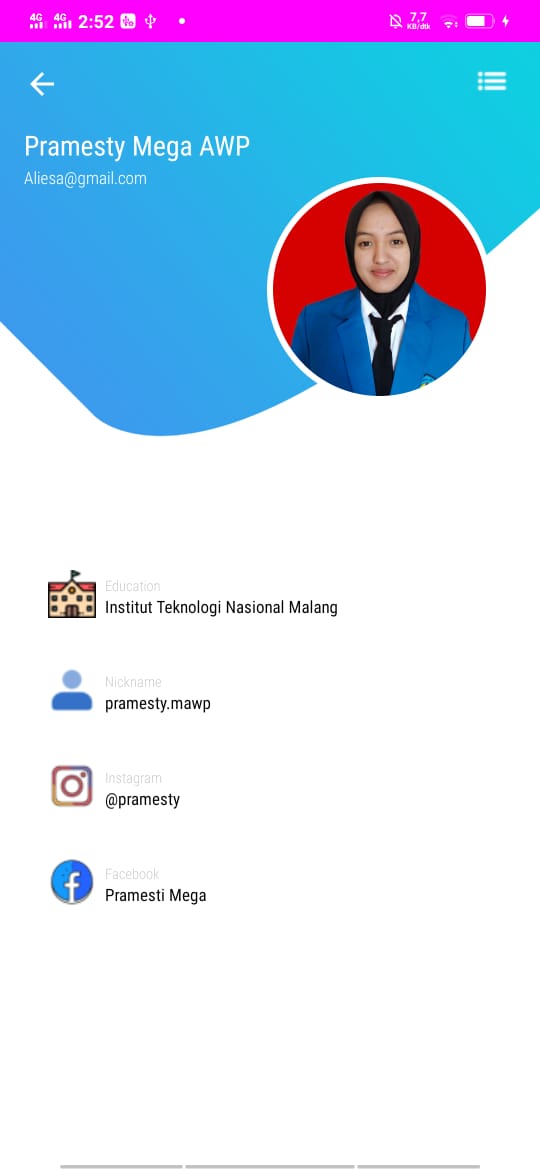 4G 4G 2:52 7,7 KB/dtk
Pramesty Mega AWP
Aliesa@gmail.com
Education
Institut Teknologi Nasional Malang
Nickname
pramesty.mawp
Instagram
@pramesty
Facebook
Pramesti Mega